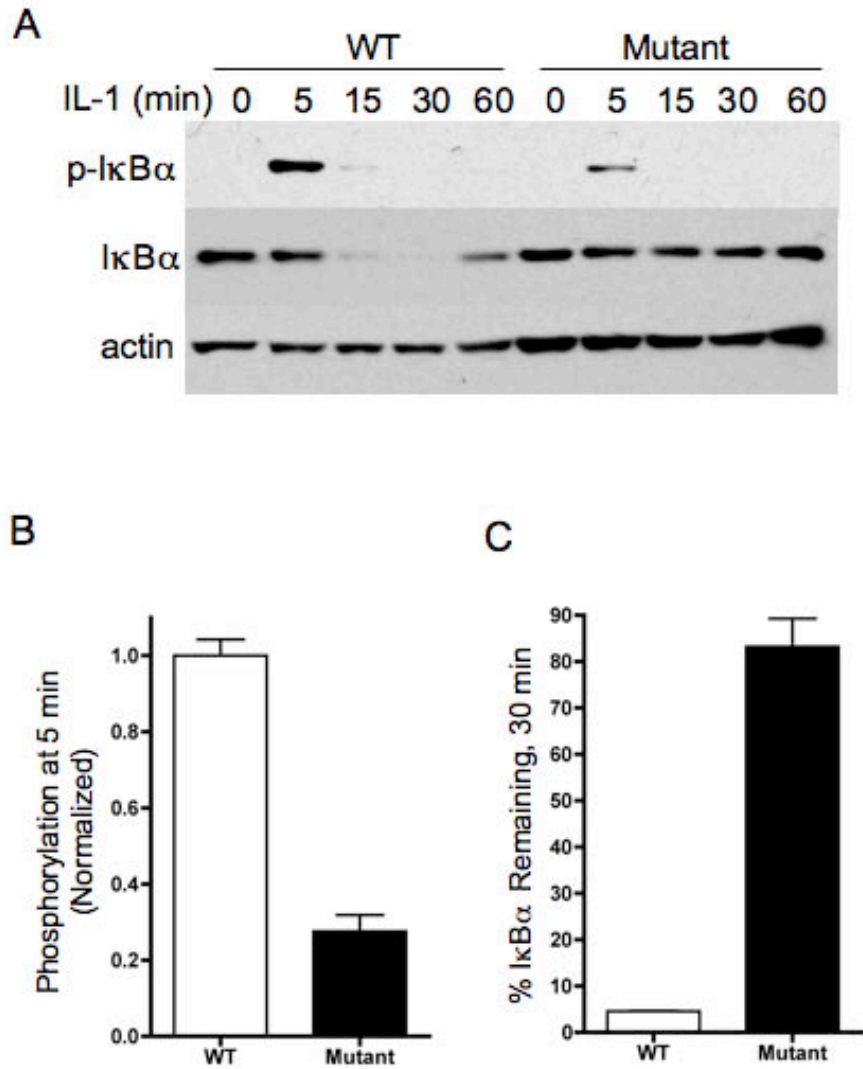 A
WT Mutant
IL-1 (min) 0 5 15 30 60 0 5 15 30 60
p-IκBα
IκBα
actin
B
Phosphorylation at 5 min
(Normalized)
1.0
0.8
0.6
0.4
0.2
0.0
WT Mutant
C
% IκBα Remaining, 30 min
90
80
70
60
50
40
30
20
10
0
WT Mutant